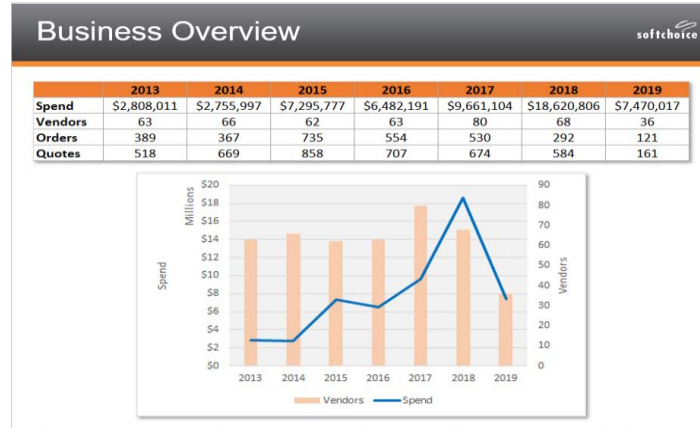 Business Overview
softchoice
2013 2014 2015 2016 2017 2018 2019
Spend $2,808,011 $2,755,997 $7,295,777 $6,482,191 $9,661,104 $18,620,806 $7,470,017
Vendors 63 66 62 63 80 68 36
Orders 389 367 735 554 530 292 121
Quotes 518 669 858 707 674 584 161
Millions
Spend
$20
$18
$16
$14
$12
$10
$8
$6
$4
$2
$0
90
80
70
60
50
40
30
20
10
0
Vendors
2013 2014 2015 2016 2017 2018 2019
Vendors Spend